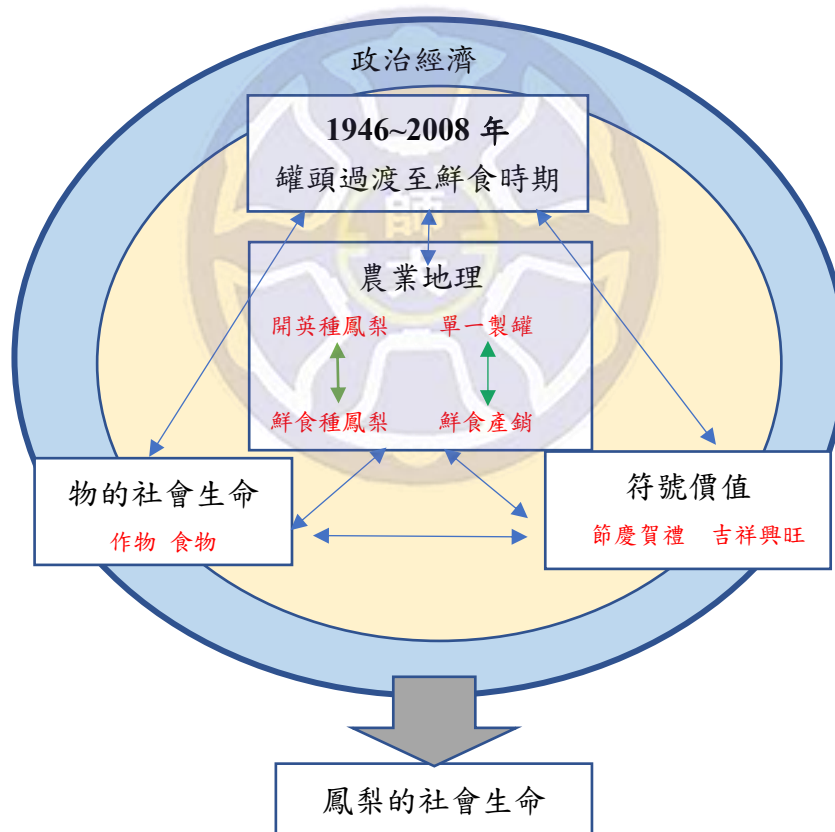 政治經濟
1946~2008 年
罐頭過渡至鮮食時期
師大
農業地理
開英種鳳梨 單一製罐
鮮食種鳳梨 鮮食產銷
物的社會生命
作物 食物
符號價值
節慶賀禮 吉祥興旺
鳳梨的社會生命